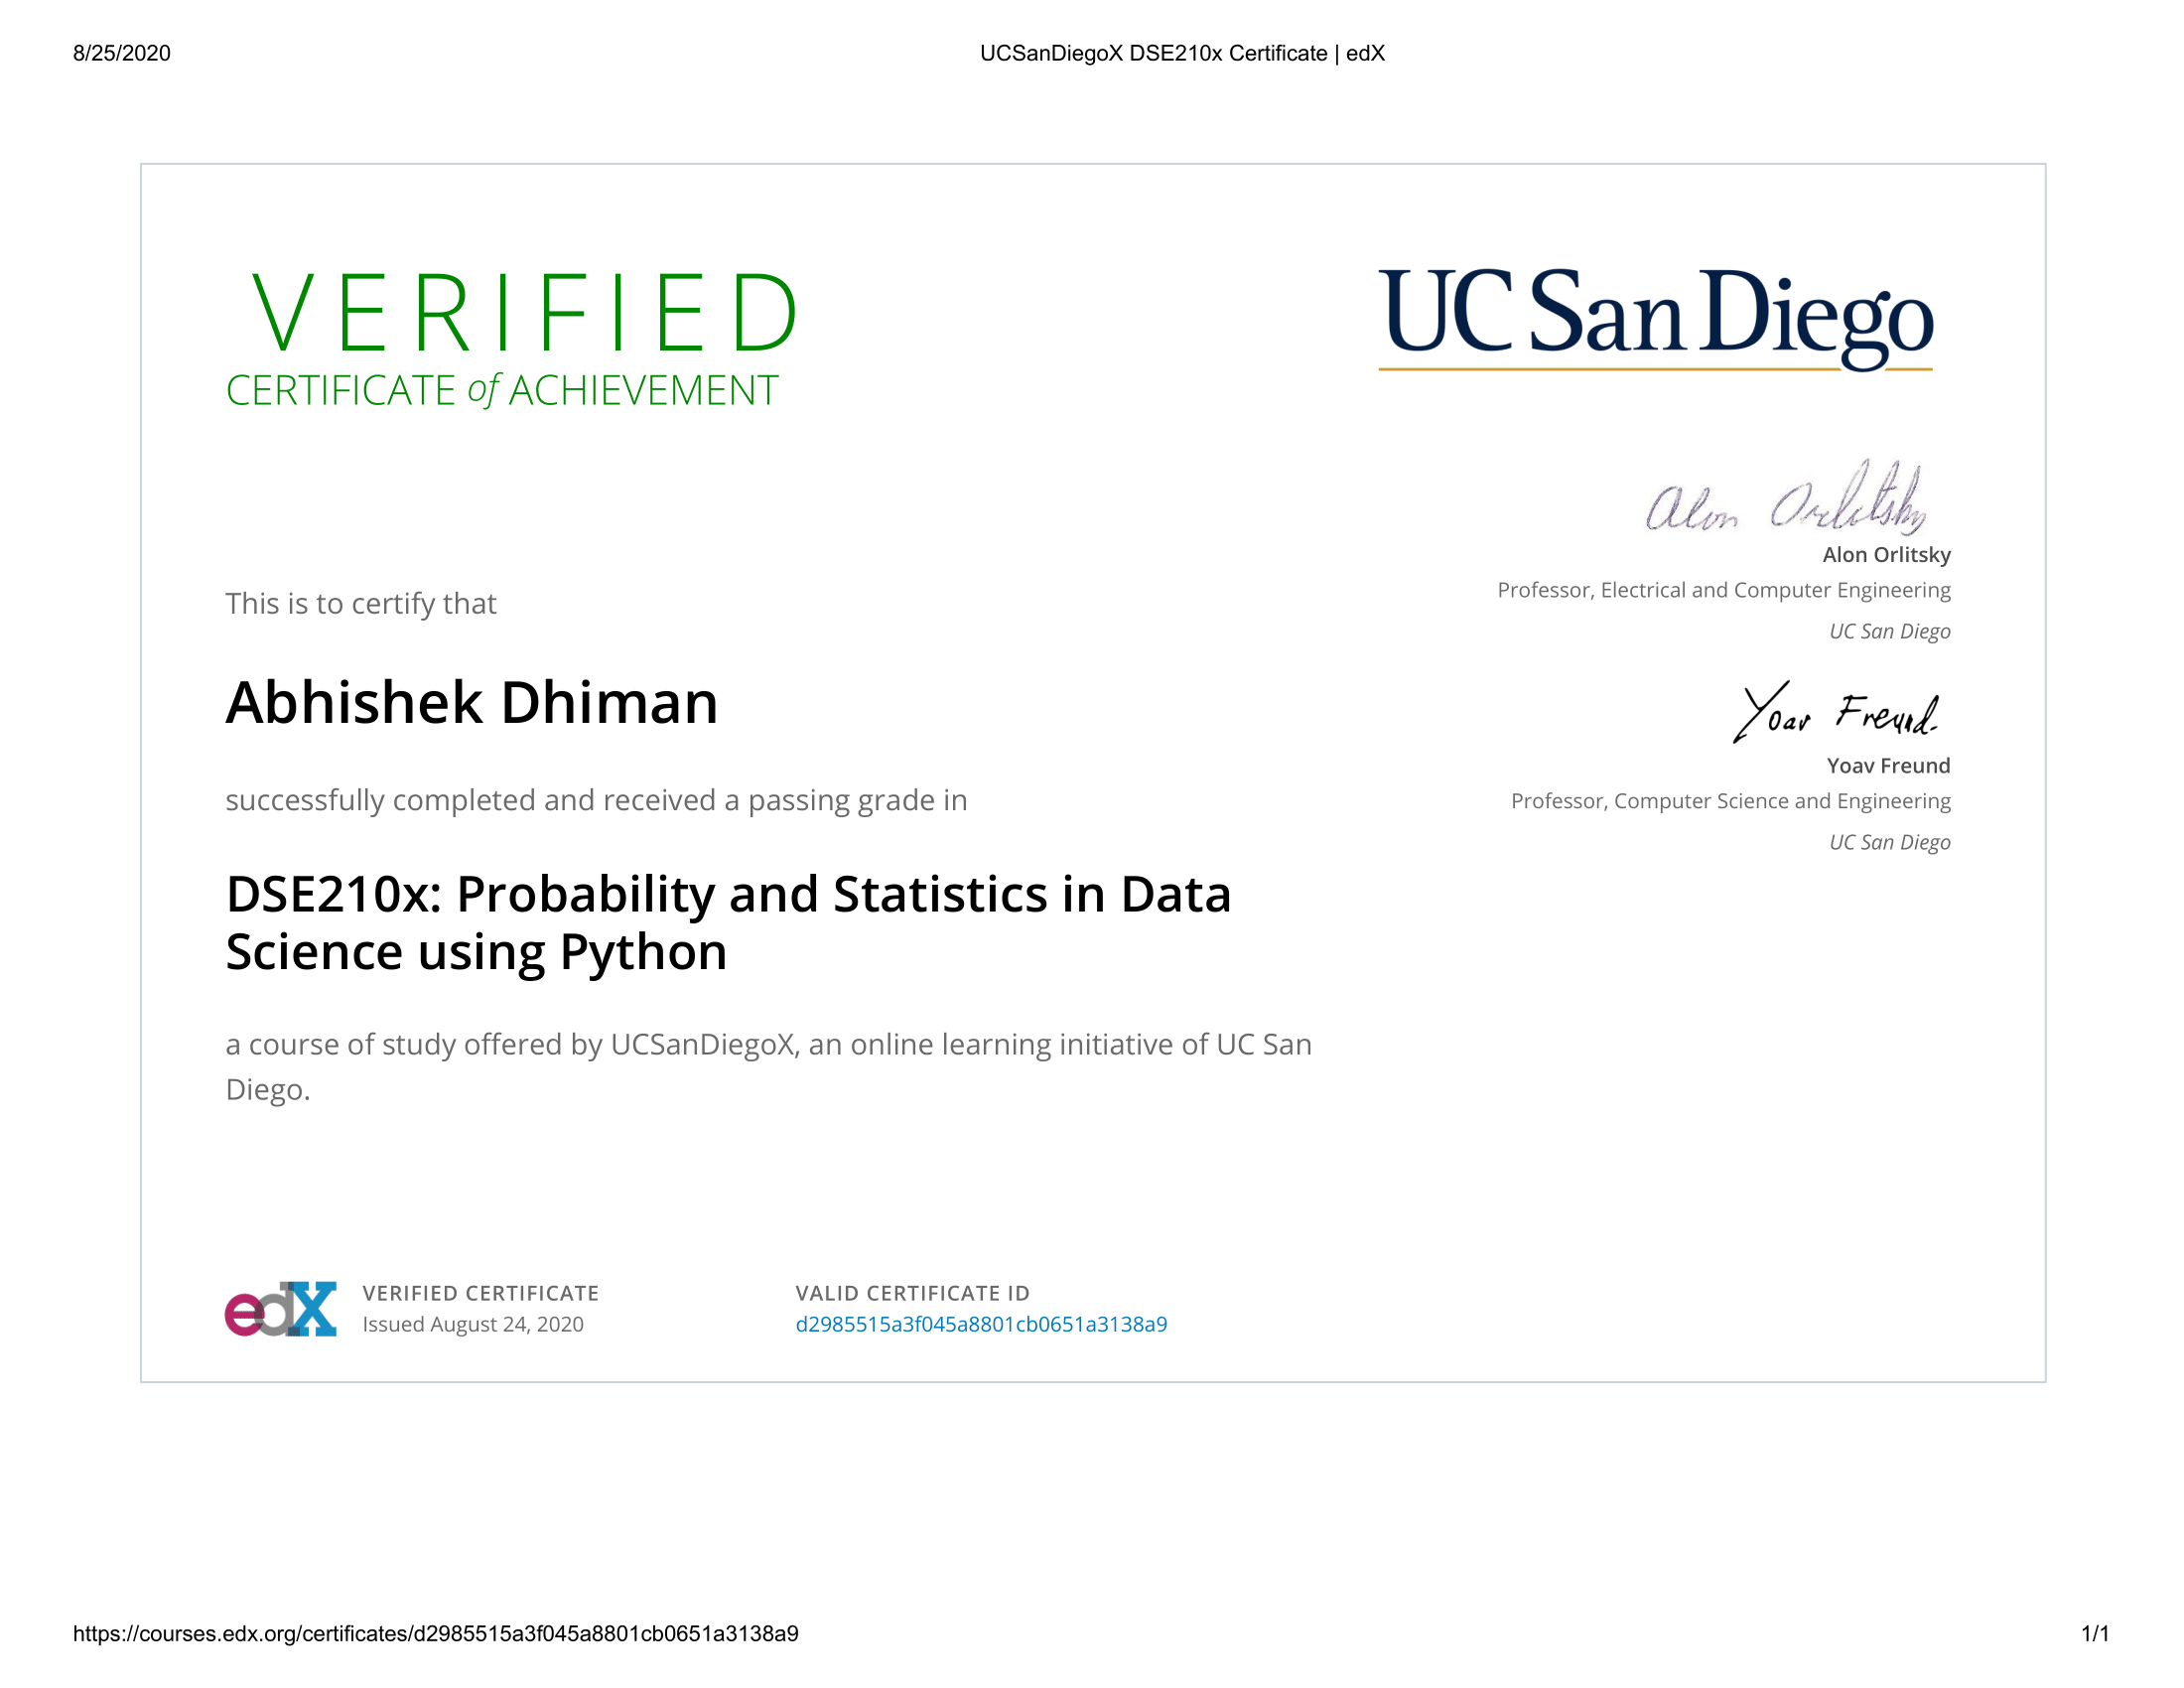 8/25/2020
UCSanDiegoX DSE210x Certificate | edX
VERIFIED
CERTIFICATE of ACHIEVEMENT
UC San Diego
Alon Orlitsky
Alon Orlitsky
Professor, Electrical and Computer Engineering
UC San Diego
This is to certify that
Abhishek Dhiman
successfully completed and received a passing grade in
Yoav Freund
Yoav Freund
Professor, Computer Science and Engineering
UC San Diego
DSE210x: Probability and Statistics in Data
Science using Python
a course of study offered by UCSanDiegoX, an online learning initiative of UC San
Diego.
edX
VERIFIED CERTIFICATE
Issued August 24, 2020
VALID CERTIFICATE ID
d2985515a3f045a8801cb0651a3138a9
https://courses.edx.org/certificates/d2985515a3f045a8801cb0651a3138a9
1/1